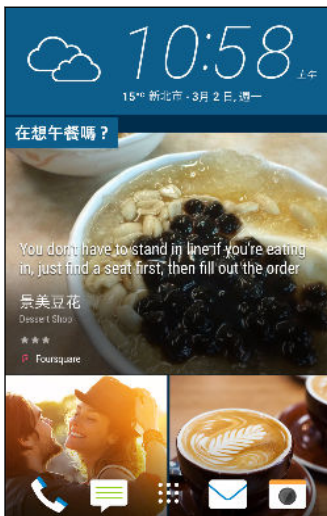 10:58 上午
15°C 新北市 - 3月 2 日, 週一
在想午餐嗎？
You don't have to stand in line if you're eating
in, just find a seat first, then fill out the order
景美豆花
Dessert Shop
Foursquare